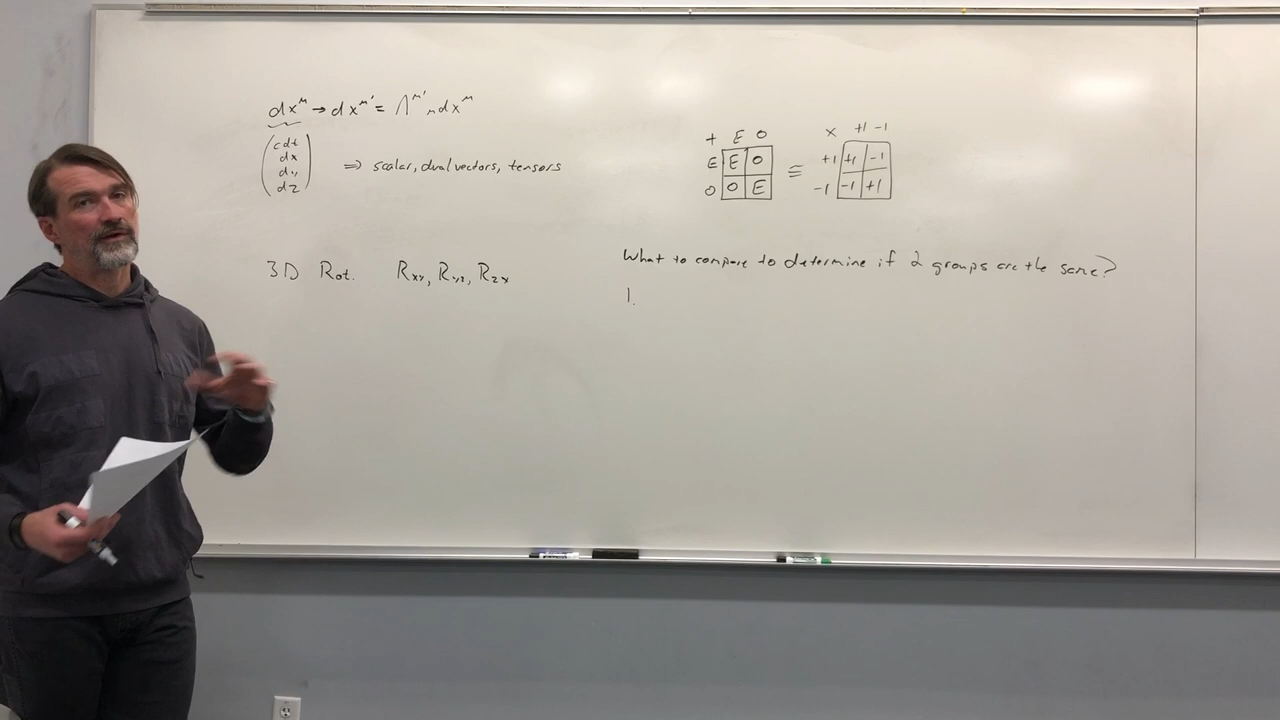 dx^μ → dx^μ' = Λ^μ'_μ dx^μ
cdt
dx
dy
dz
⇒ scalar, dual vectors, tensors
3D Rot. R_xy, R_yz, R_zx
+ E O
E E O
O O E
≡
x +1 -1
+1 +1 -1
-1 -1 +1
What to compare to determine if 2 groups are the same?
1.